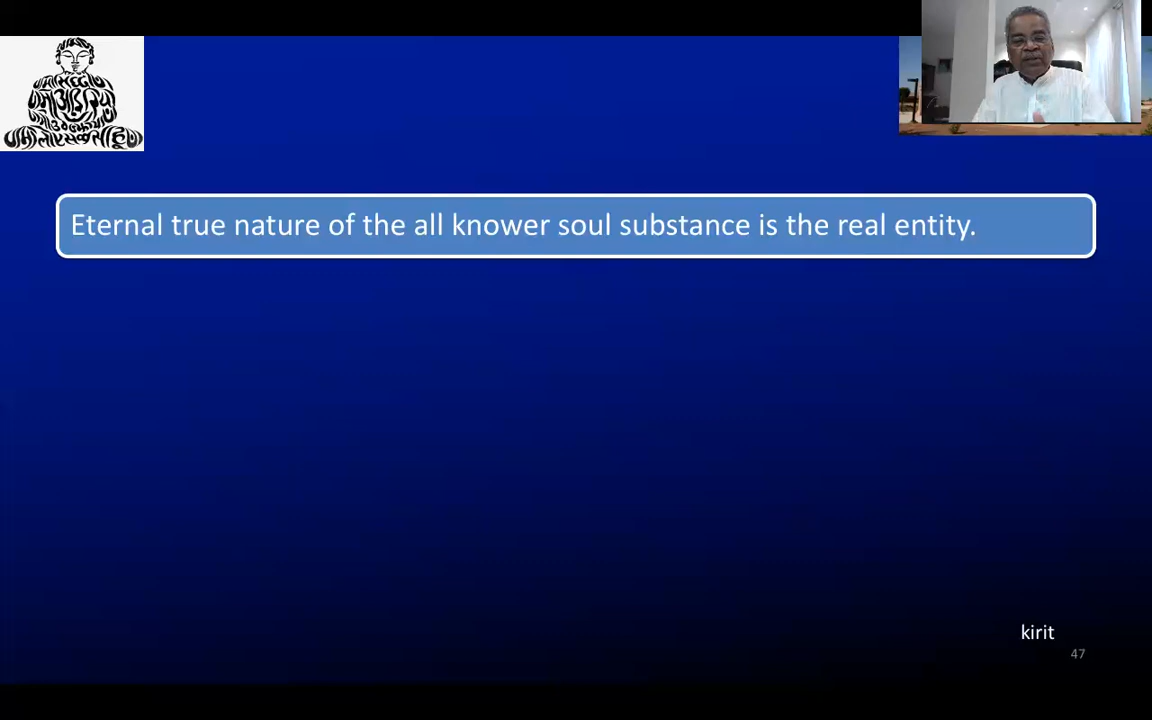 Eternal true nature of the all knower soul substance is the real entity.
kirit
47